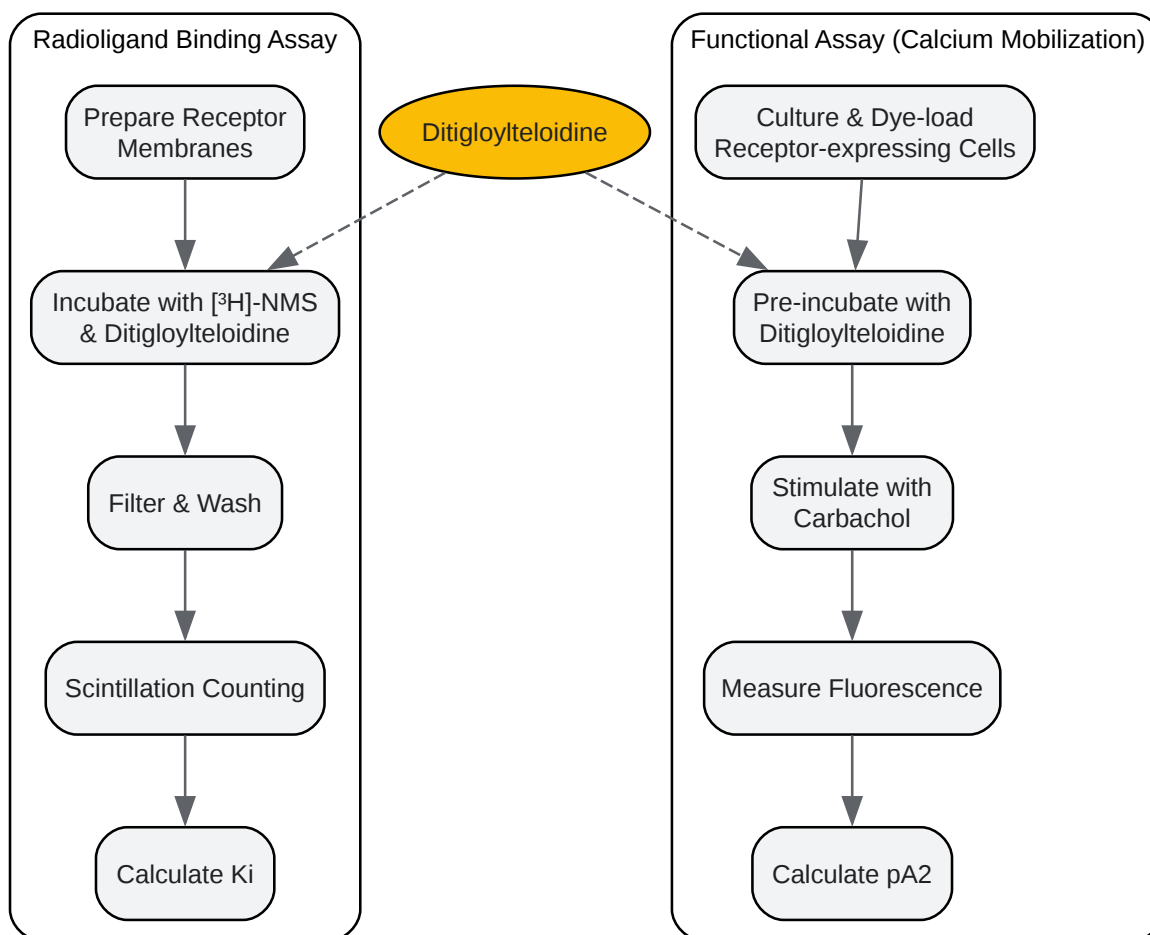 Radioligand Binding Assay
Prepare Receptor
Membranes
Incubate with [³H]-NMS
& Ditigloylteloidine
Filter & Wash
Scintillation Counting
Calculate Ki
Ditigloylteloidine
Functional Assay (Calcium Mobilization)
Culture & Dye-load
Receptor-expressing Cells
Pre-incubate with
Ditigloylteloidine
Stimulate with
Carbachol
Measure Fluorescence
Calculate pA2